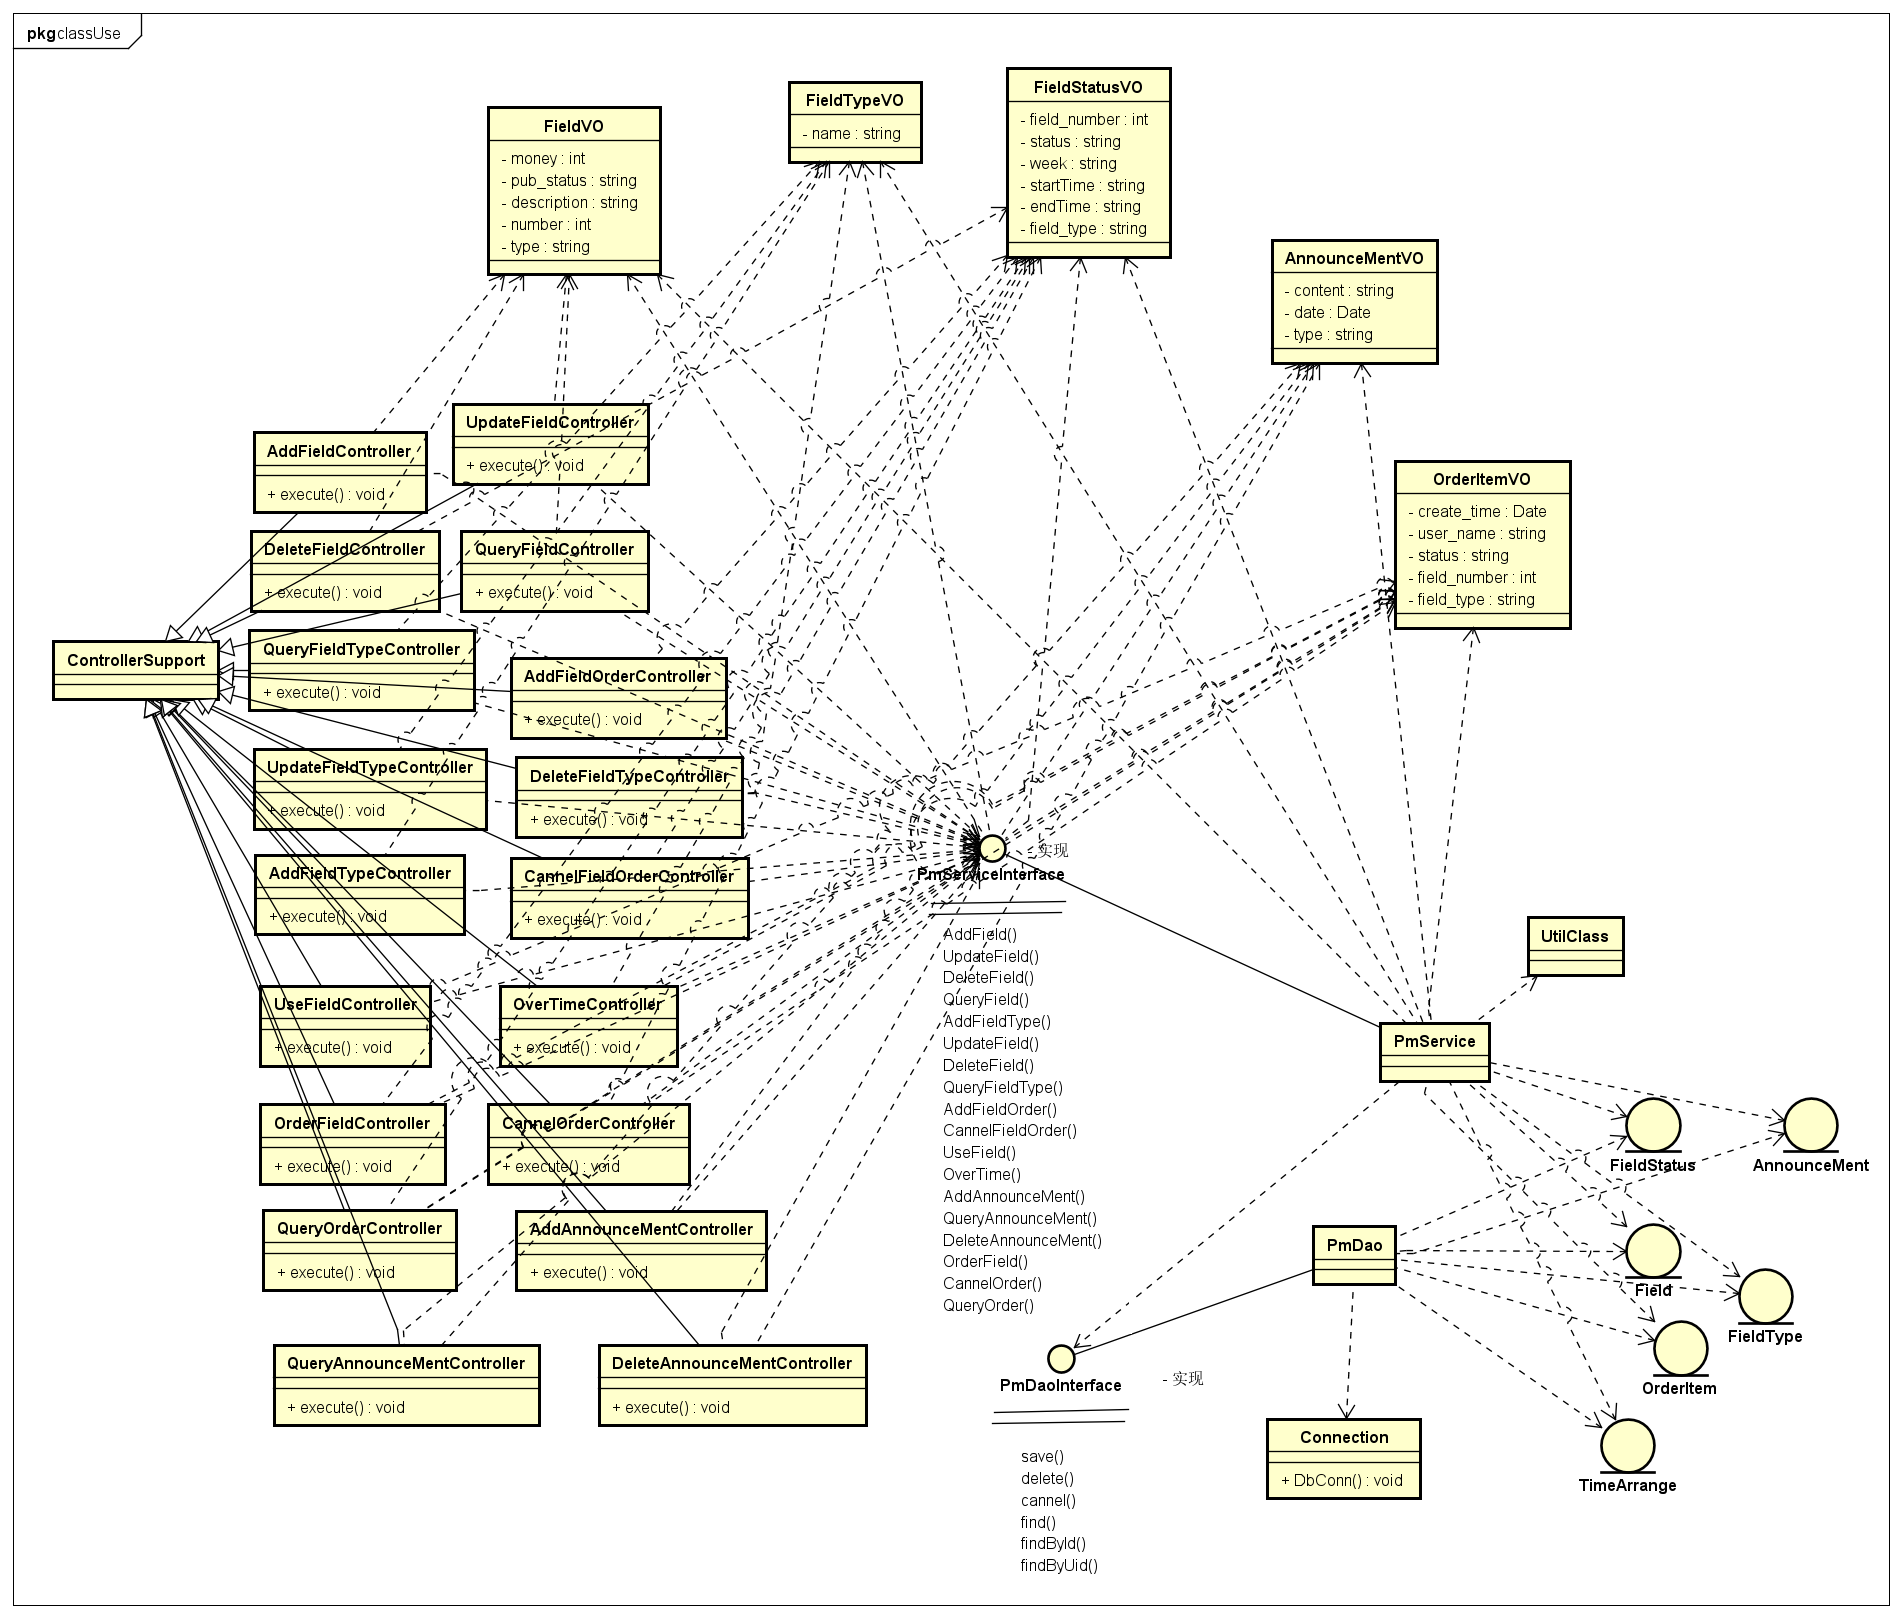 pkg classUse
FieldVO
- money : int
- pub_status : string
- description : string
- number : int
- type : string
FieldTypeVO
- name : string
FieldStatusVO
- field_number : int
- status : string
- week : string
- startTime : string
- endTime : string
- field_type : string
AnnounceMentVO
- content : string
- date : Date
- type : string
OrderItemVO
- create_time : Date
- user_name : string
- status : string
- field_number : int
- field_type : string
UpdateFieldController
+ execute() : void
AddFieldController
+ execute() : void
DeleteFieldController
+ execute() : void
QueryFieldController
+ execute() : void
ControllerSupport
QueryFieldTypeController
+ execute() : void
AddFieldOrderController
+ execute() : void
UpdateFieldTypeController
+ execute() : void
DeleteFieldTypeController
+ execute() : void
AddFieldTypeController
+ execute() : void
CannelFieldOrderController
+ execute() : void
UseFieldController
+ execute() : void
OverTimeController
+ execute() : void
OrderFieldController
+ execute() : void
CannelOrderController
+ execute() : void
QueryOrderController
+ execute() : void
AddAnnounceMentController
+ execute() : void
QueryAnnounceMentController
+ execute() : void
DeleteAnnounceMentController
+ execute() : void
- 实现
PmServiceInterface
AddField()
UpdateField()
DeleteField()
QueryField()
AddFieldType()
UpdateField()
DeleteField()
QueryFieldType()
AddFieldOrder()
CannelFieldOrder()
UseField()
OverTime()
AddAnnounceMent()
QueryAnnounceMent()
DeleteAnnounceMent()
OrderField()
CannelOrder()
QueryOrder()
UtilClass
PmService
FieldStatus
AnnounceMent
PmDao
Field
FieldType
OrderItem
TimeArrange
PmDaoInterface
- 实现
save()
delete()
cannel()
find()
findById()
findByUid()
Connection
+ DbConn() : void